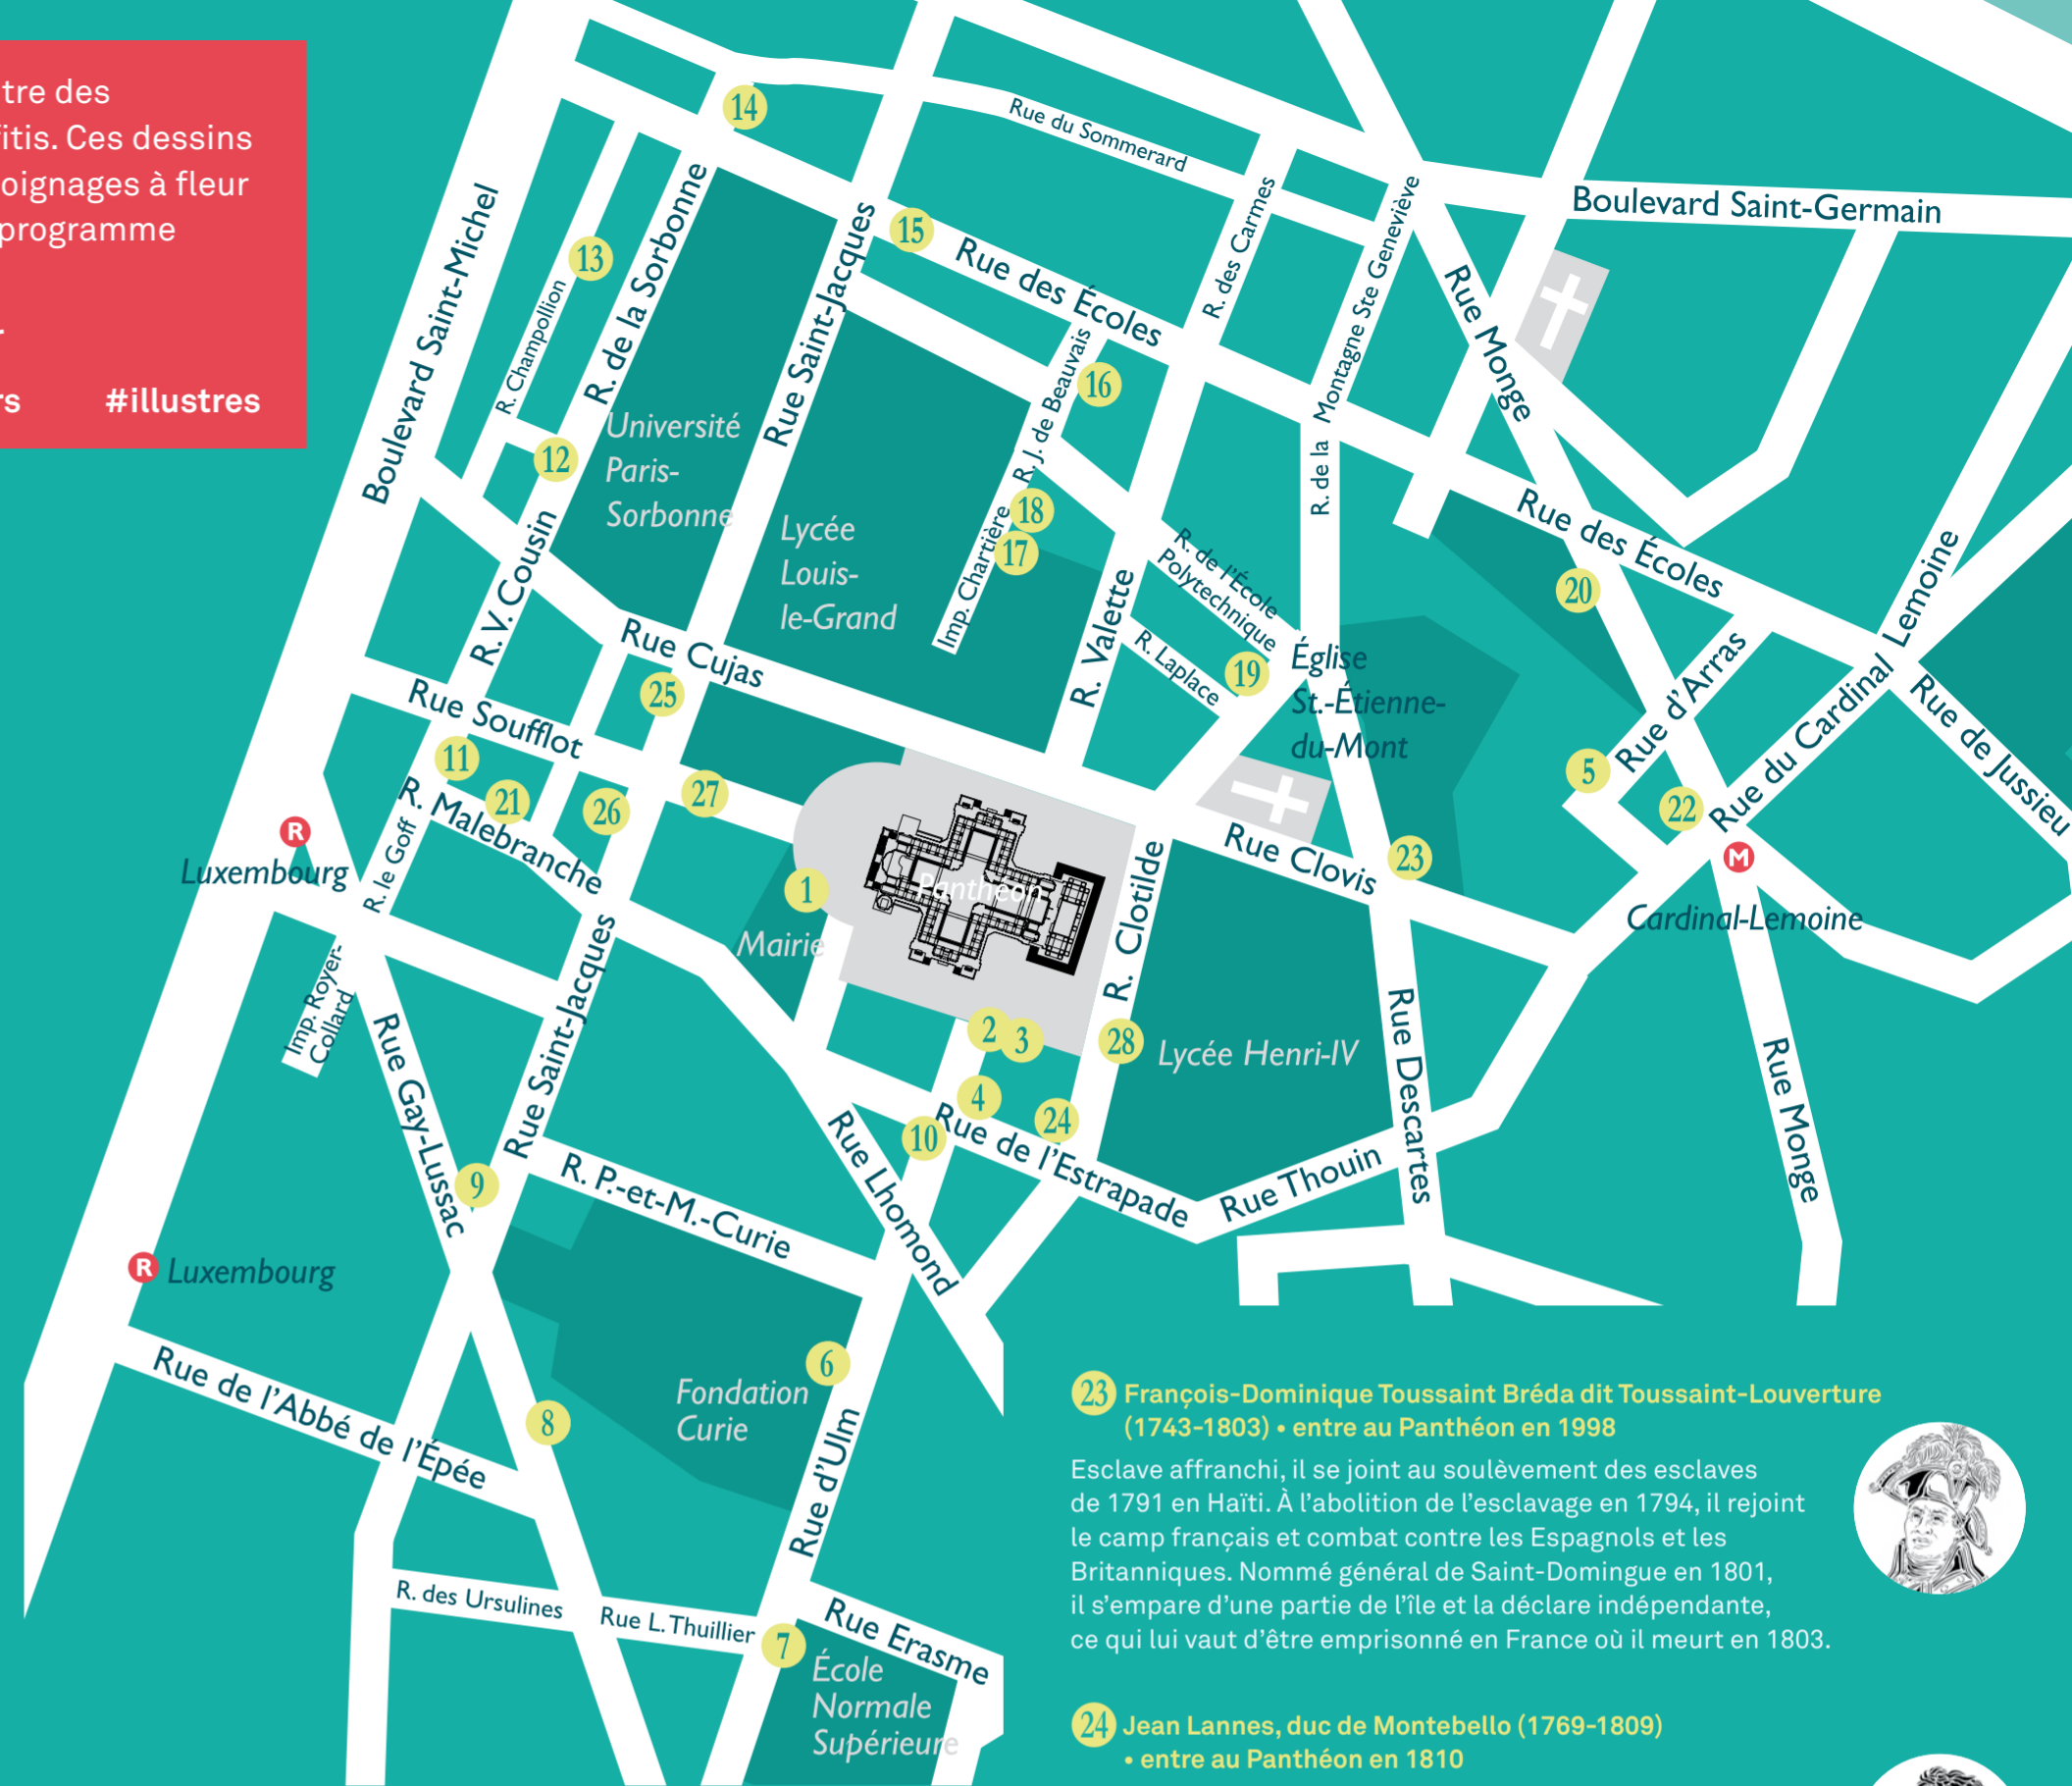 tre des
fitis. Ces dessins
oignages à fleur
programme
rs #illustres
14
Rue du Sommerard
Boulevard Saint-Germain
15
13
Rue des Écoles
R. des Carmes
R. de la Montagne Ste Geneviève
Rue Monge
Boulevard Saint-Michel
R. Champollion
R. de la Sorbonne
Rue Saint-Jacques
R. J. de Beauvais
16
12
Université
Paris-
Sorbonne
Lycée
Louis-
le-Grand
18
17
Imp. Chartière
R. V. Cousin
R. Valette
R. de l'École
Polytechnique
R. Laplace
19
Église
St.-Étienne-
du-Mont
Rue des Écoles
20
Rue du Cardinal Lemoine
Rue d'Arras
Rue de Jussieu
5
22
M
Cardinal-Lemoine
Rue Cujas
25
Rue Soufflot
11
21
26
27
R. Malebranche
R
Luxembourg
R. le Goff
1
Mairie
Panthéon
R. Clotilde
Rue Clovis
23
Imp. Royer-
Collard
Rue Gay-Lussac
Rue Saint-Jacques
2
3
28
Lycée Henri-IV
Rue Descartes
Rue Monge
4
24
10
Rue de l'Estrapade
Rue Thouin
Rue Lhomond
9
R. P.-et-M.-Curie
R
Luxembourg
6
Fondation
Curie
8
Rue de l'Abbé de l'Épée
Rue d'Ulm
R. des Ursulines
Rue L. Thuillier
7
Rue Erasme
École
Normale
Supérieure
23 François-Dominique Toussaint Bréda dit Toussaint-Louverture
(1743-1803) • entre au Panthéon en 1998
Esclave affranchi, il se joint au soulèvement des esclaves
de 1791 en Haïti. À l'abolition de l'esclavage en 1794, il rejoint
le camp français et combat contre les Espagnols et les
Britanniques. Nommé général de Saint-Domingue en 1801,
il s'empare d'une partie de l'île et la déclare indépendante,
ce qui lui vaut d'être emprisonné en France où il meurt en 1803.
24 Jean Lannes, duc de Montebello (1769-1809)
• entre au Panthéon en 1810